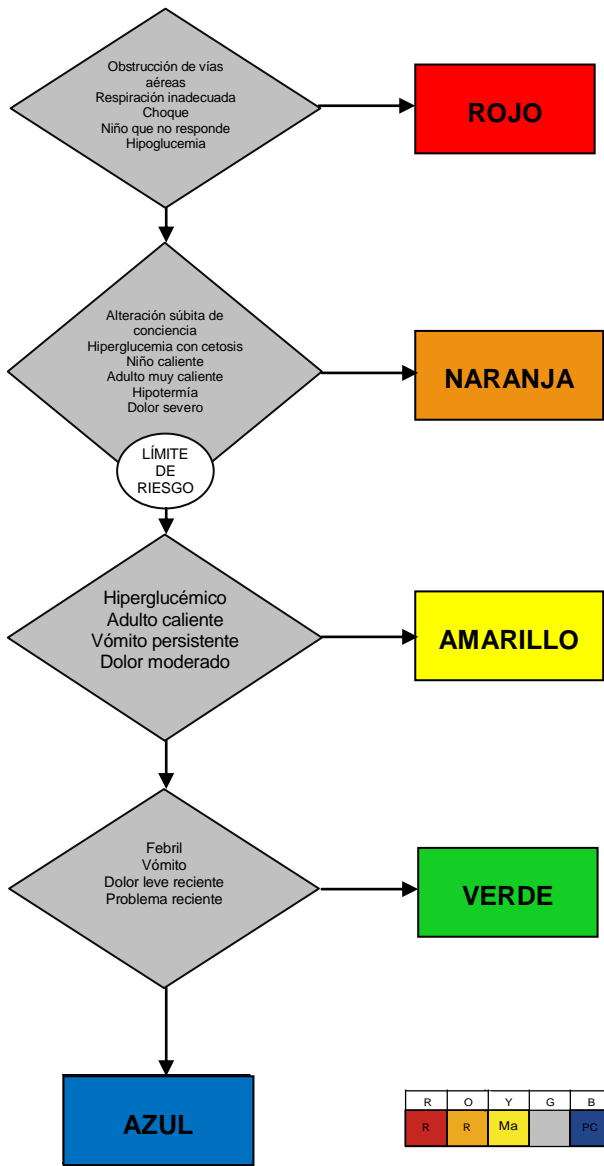 Obstrucción de vías
aéreas
Respiración inadecuada
Choque
Niño que no responde
Hipoglucemia
ROJO
Alteración súbita de
conciencia
Hiperglucemia con cetosis
Niño caliente
Adulto muy caliente
Hipotermía
Dolor severo
NARANJA
LÍMITE
DE
RIESGO
Hiperglucémico
Adulto caliente
Vómito persistente
Dolor moderado
AMARILLO
Febril
Vómito
Dolor leve reciente
Problema reciente
VERDE
AZUL
R O Y G B
R R Ma PC